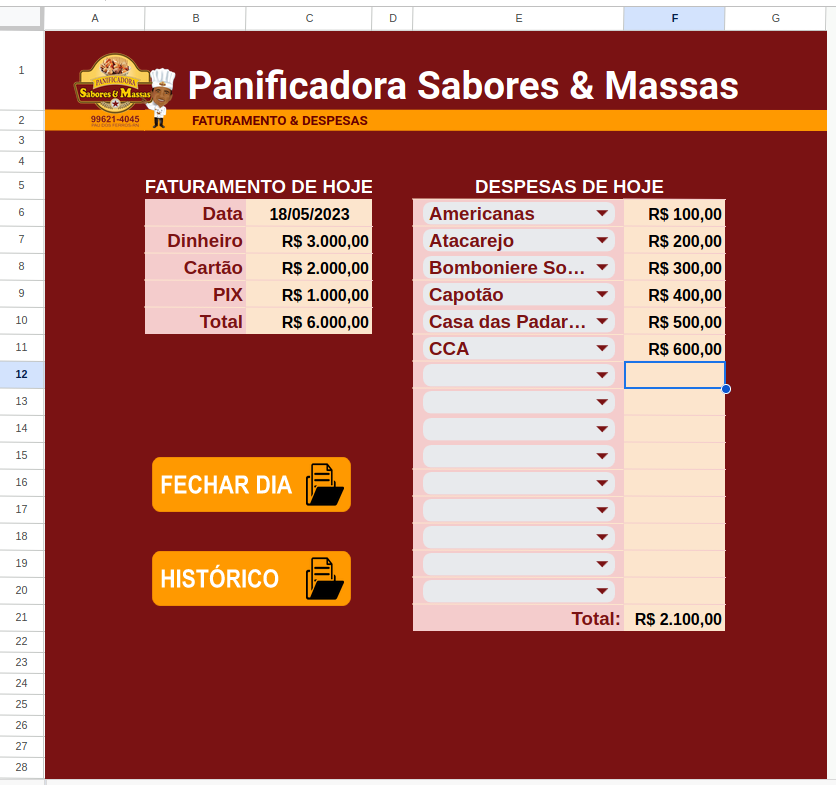 A B C D E F G
1 Panificadora Sabores & Massas
PANIFICADORA
Sabores & Massas
99621-4045
2 FATURAMENTO & DESPESAS
3
4
5 FATURAMENTO DE HOJE DESPESAS DE HOJE
6 Data 18/05/2023 Americanas R$ 100,00
7 Dinheiro R$ 3.000,00 Atacarejo R$ 200,00
8 Cartão R$ 2.000,00 Bomboniere So... R$ 300,00
9 PIX R$ 1.000,00 Capotão R$ 400,00
10 Total R$ 6.000,00 Casa das Padar... R$ 500,00
11 CCA R$ 600,00
12
13
14
15
16 FECHAR DIA
17
18
19 HISTÓRICO
20
21 Total: R$ 2.100,00
22
23
24
25
26
27
28